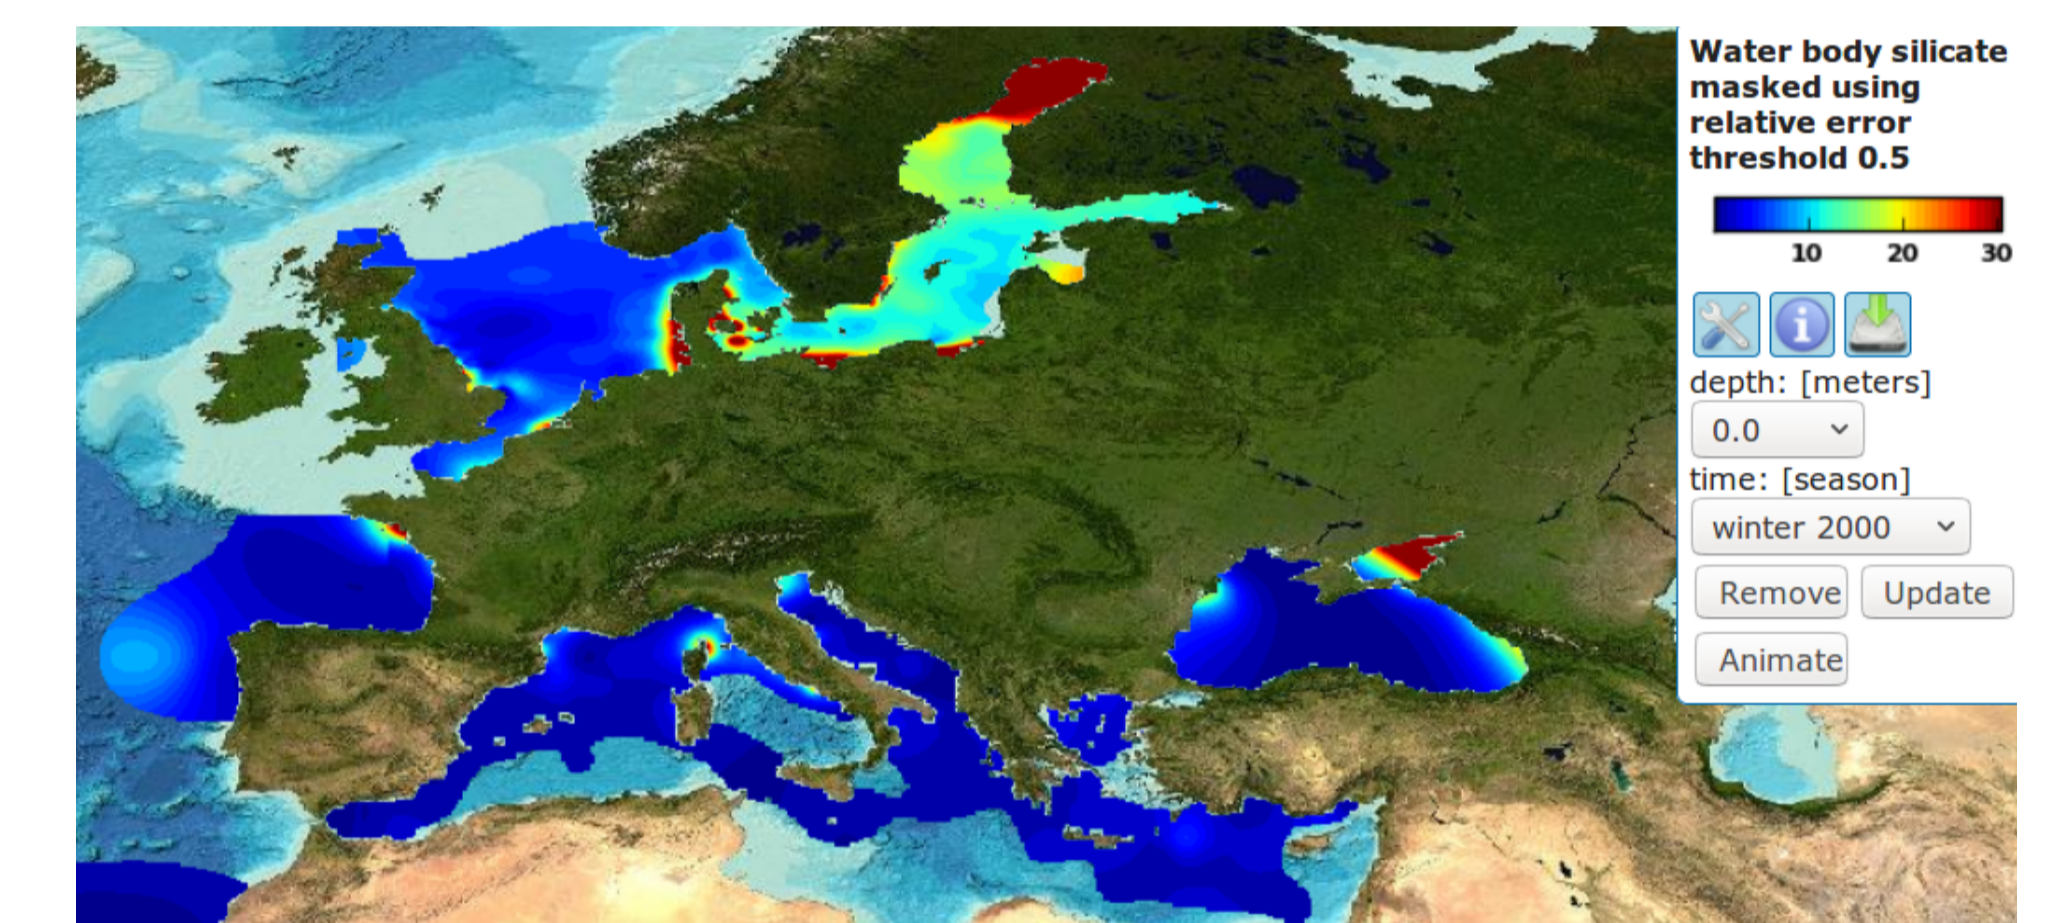 Water body silicate
masked using
relative error
threshold 0.5
10 20 30
depth: [meters]
0.0
time: [season]
winter 2000
Remove Update
Animate